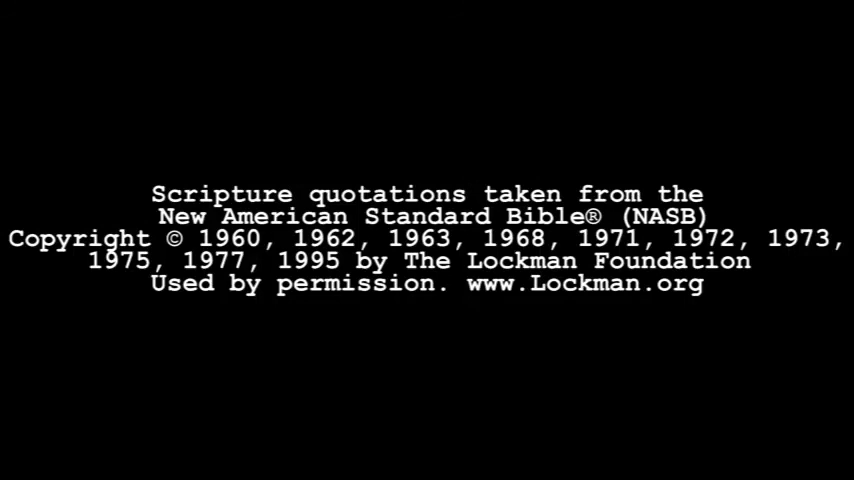 Scripture quotations taken from the
New American Standard Bible® (NASB)
Copyright © 1960, 1962, 1963, 1968, 1971, 1972, 1973,
1975, 1977, 1995 by The Lockman Foundation
Used by permission. www.Lockman.org